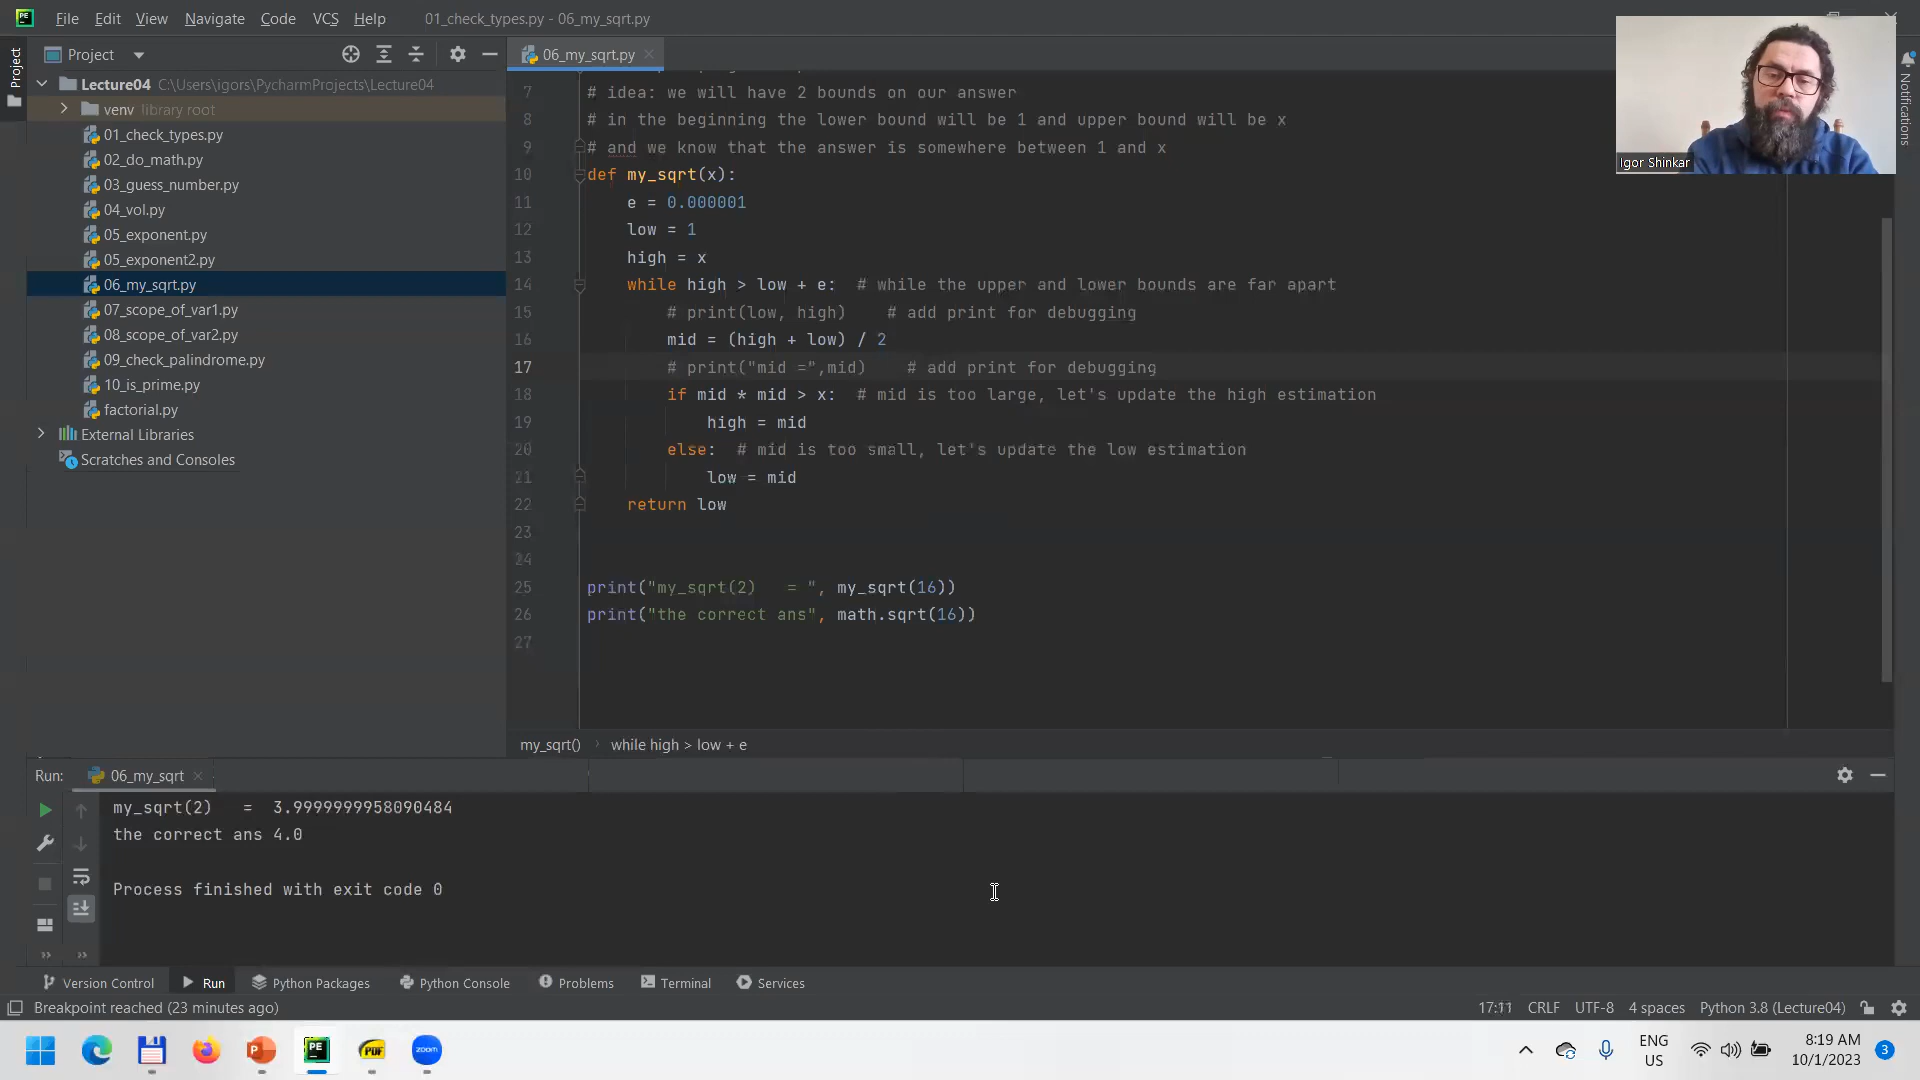 File Edit View Navigate Code VCS Help 01_check_types.py - 06_my_sqrt.py
Project
06_my_sqrt.py
Project
Lecture04 C:\Users\igors\PycharmProjects\Lecture04
venv library root
01_check_types.py
02_do_math.py
03_guess_number.py
04_vol.py
05_exponent.py
05_exponent2.py
06_my_sqrt.py
07_scope_of_var1.py
08_scope_of_var2.py
09_check_palindrome.py
10_is_prime.py
factorial.py
External Libraries
Scratches and Consoles
7 # idea: we will have 2 bounds on our answer
8 # in the beginning the lower bound will be 1 and upper bound will be x
9 # and we know that the answer is somewhere between 1 and x
10 def my_sqrt(x):
11 e = 0.000001
12 low = 1
13 high = x
14 while high > low + e: # while the upper and lower bounds are far apart
15 # print(low, high) # add print for debugging
16 mid = (high + low) / 2
17 # print("mid =",mid) # add print for debugging
18 if mid * mid > x: # mid is too large, let's update the high estimation
19 high = mid
20 else: # mid is too small, let's update the low estimation
21 low = mid
22 return low
23
24
25 print("my_sqrt(2)   = ", my_sqrt(16))
26 print("the correct ans", math.sqrt(16))
27
Igor Shinkar
Notifications
my_sqrt() › while high > low + e
Run: 06_my_sqrt
my_sqrt(2)   =  3.9999999958090484
the correct ans 4.0
Process finished with exit code 0
Version Control Run Python Packages Python Console Problems Terminal Services
Breakpoint reached (23 minutes ago) 17:11 CRLF UTF-8 4 spaces Python 3.8 (Lecture04)
PE
PDF
zoom
ENG
US
8:19 AM
10/1/2023
3